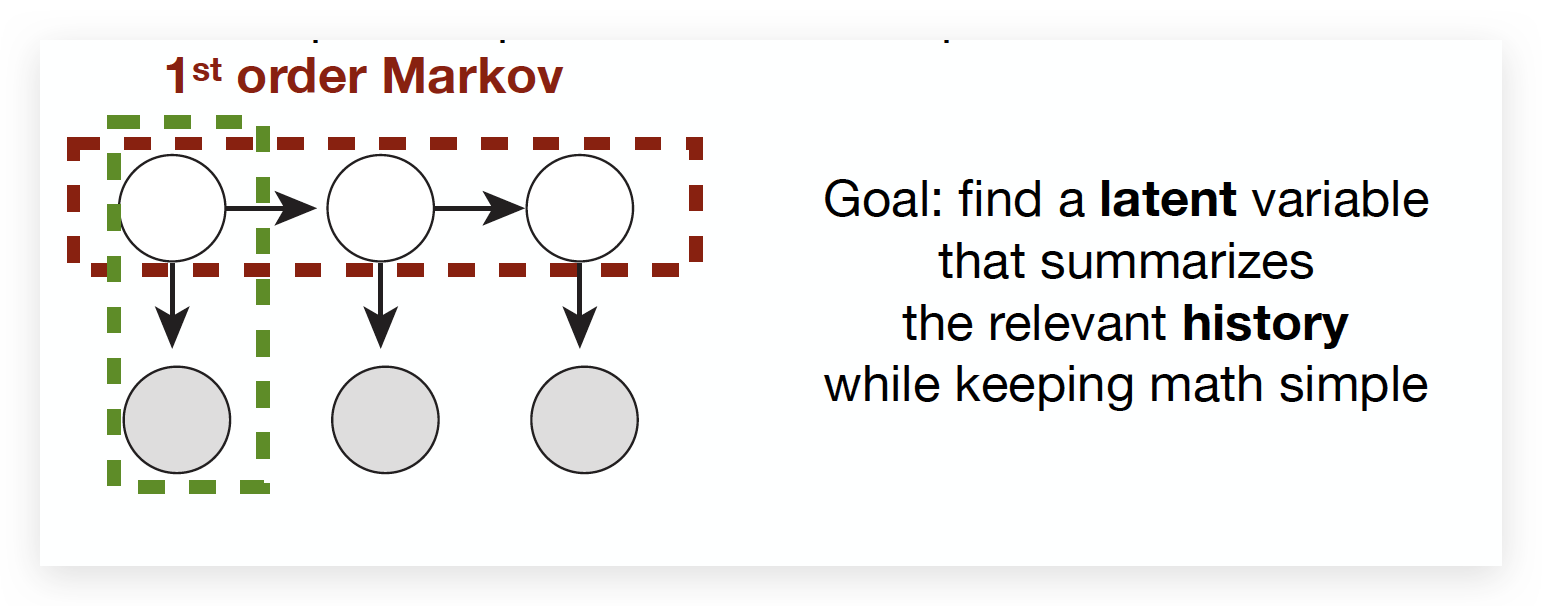 1st order Markov
Goal: find a latent variable
that summarizes
the relevant history
while keeping math simple